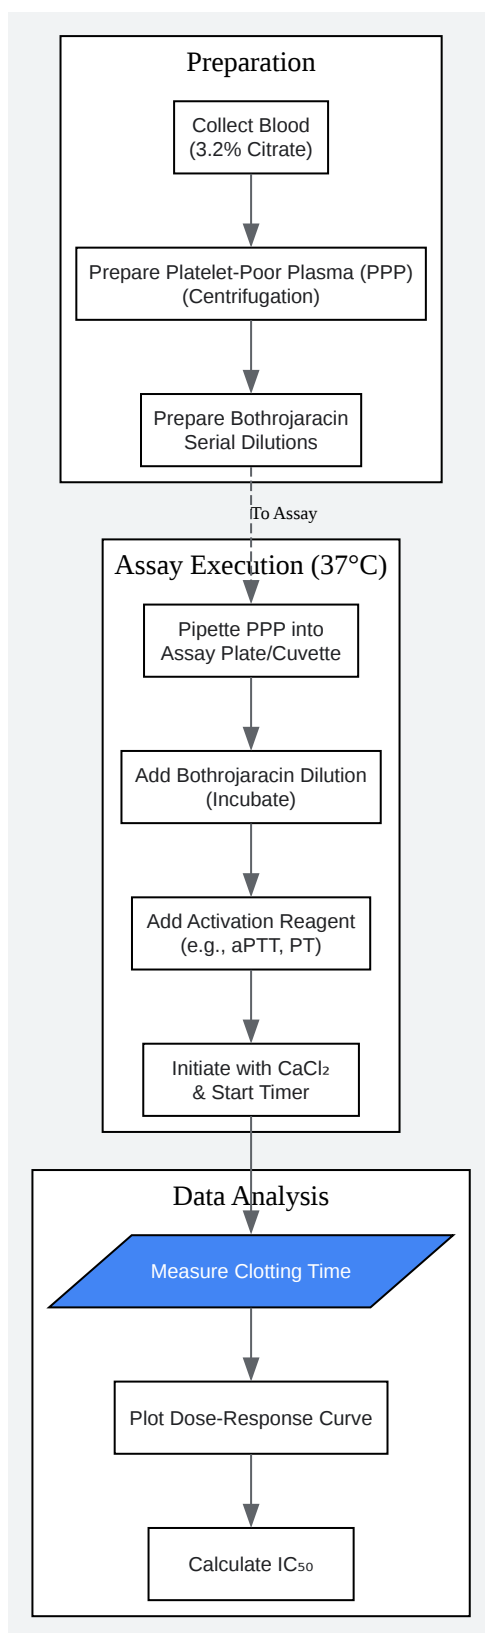 Preparation
Collect Blood
(3.2% Citrate)
Prepare Platelet-Poor Plasma (PPP)
(Centrifugation)
Prepare Bothrojaracin
Serial Dilutions
To Assay
Assay Execution (37°C)
Pipette PPP into
Assay Plate/Cuvette
Add Bothrojaracin Dilution
(Incubate)
Add Activation Reagent
(e.g., aPTT, PT)
Initiate with CaCl₂
& Start Timer
Data Analysis
Measure Clotting Time
Plot Dose-Response Curve
Calculate IC₅₀